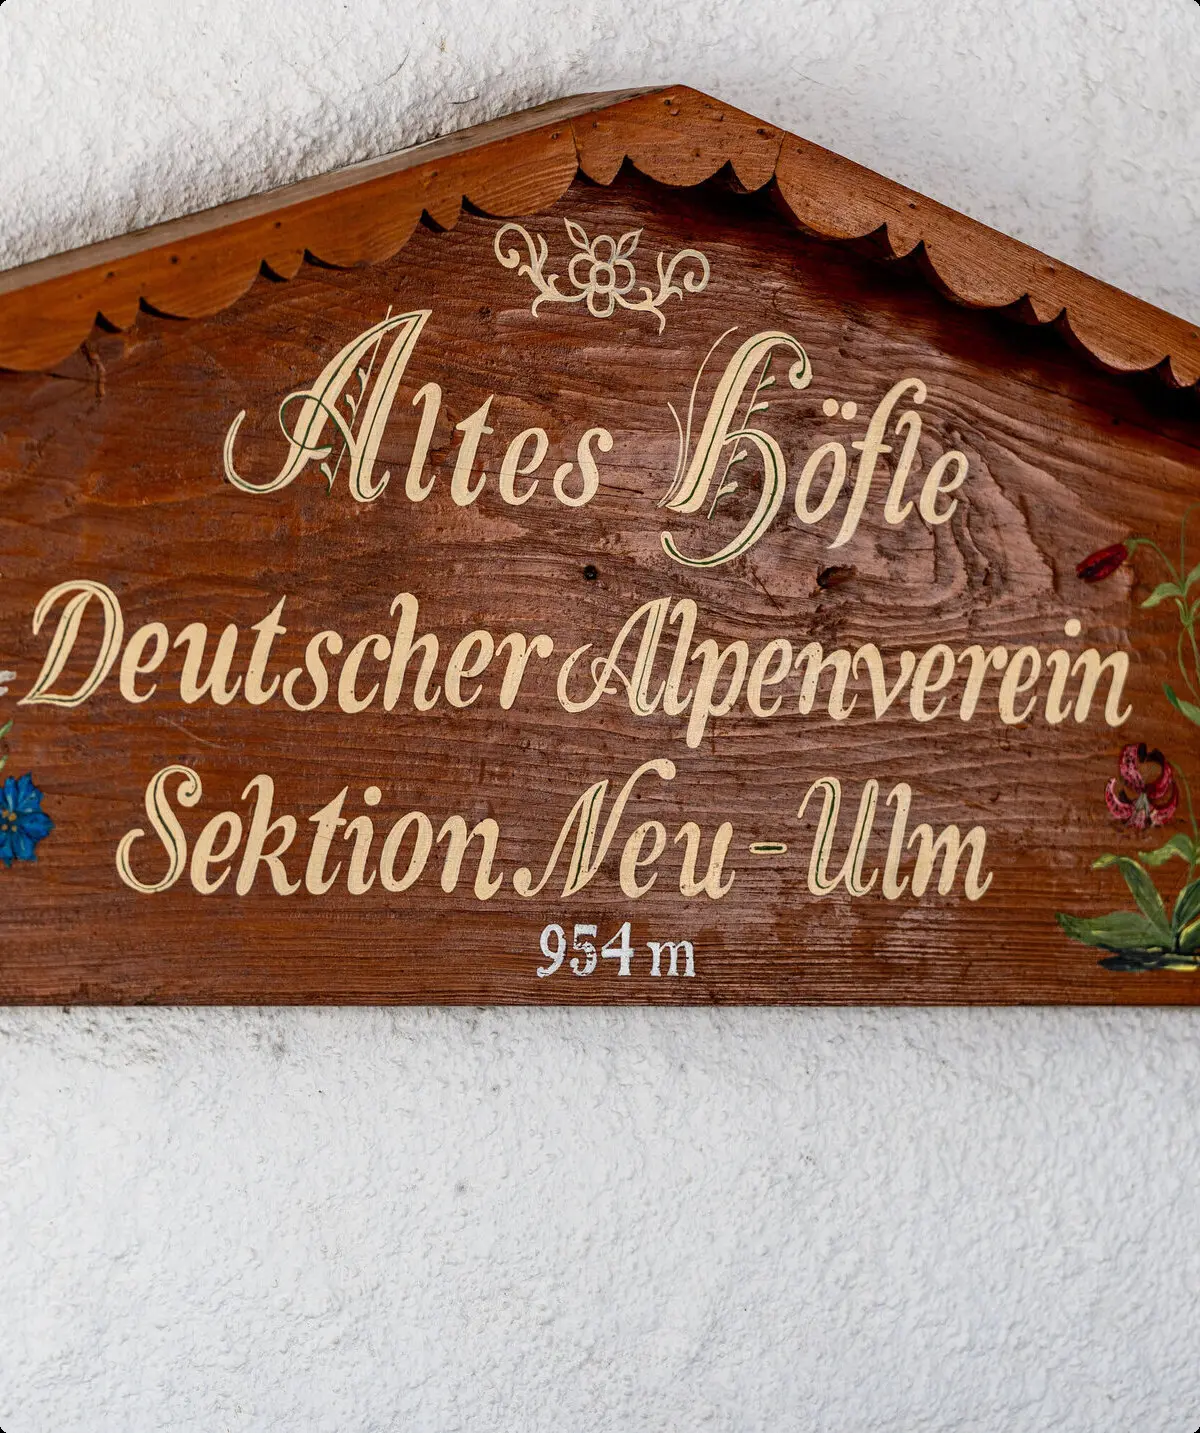 Altes Höfle
Deutscher Alpenverein
Sektion Neu-Ulm
954 m